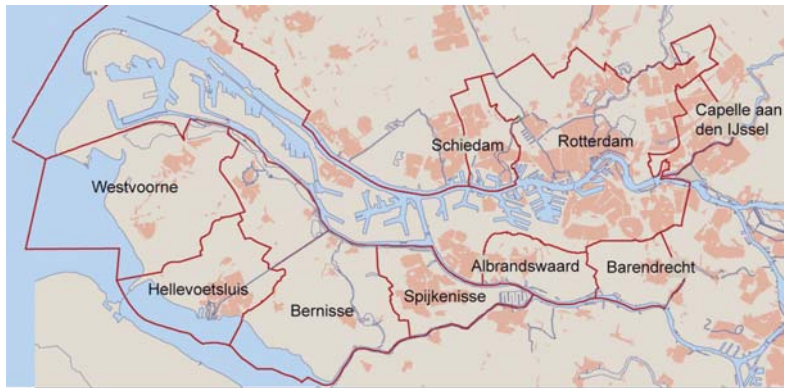 Capelle aan
den IJssel
Schiedam
Rotterdam
Westvoorne
Albrandswaard
Barendrecht
Hellevoetsluis
Spijkenisse
Bernisse